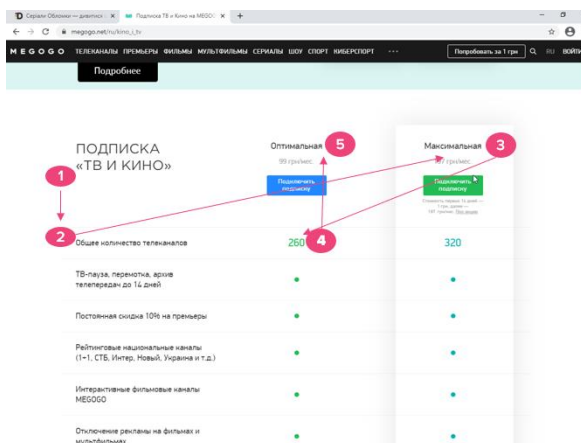 Сериали Обломки — дивитися
Подписка ТВ и Кино на MEGOGO
megogo.net/ru/kino_i_tv
MEGOGO ТЕЛЕКАНАЛЫ ПРЕМЬЕРЫ ФИЛЬМЫ МУЛЬТФИЛЬМЫ СЕРИАЛЫ ШОУ СПОРТ КИБЕРСПОРТ ··· Попробовать за 1 грн RU ВОЙТИ
Подробнее
ПОДПИСКА
«ТВ И КИНО»
Оптимальная
99 грн/мес.
Подключить
подписку
Максимальная
грн/мес.
Подключить
подписку
1
2
3
4
5
Общее количество телеканалов 260 320
ТВ-пауза, перемотка, архив
телепередач до 14 дней
Постоянная скидка 10% на премьеры
Рейтинговые национальные каналы
(1+1, СТБ, Интер, Новый, Украина и т.д.)
Интерактивные фильмовые каналы
MEGOGO
Отключение рекламы на фильмах и
мультфильмах